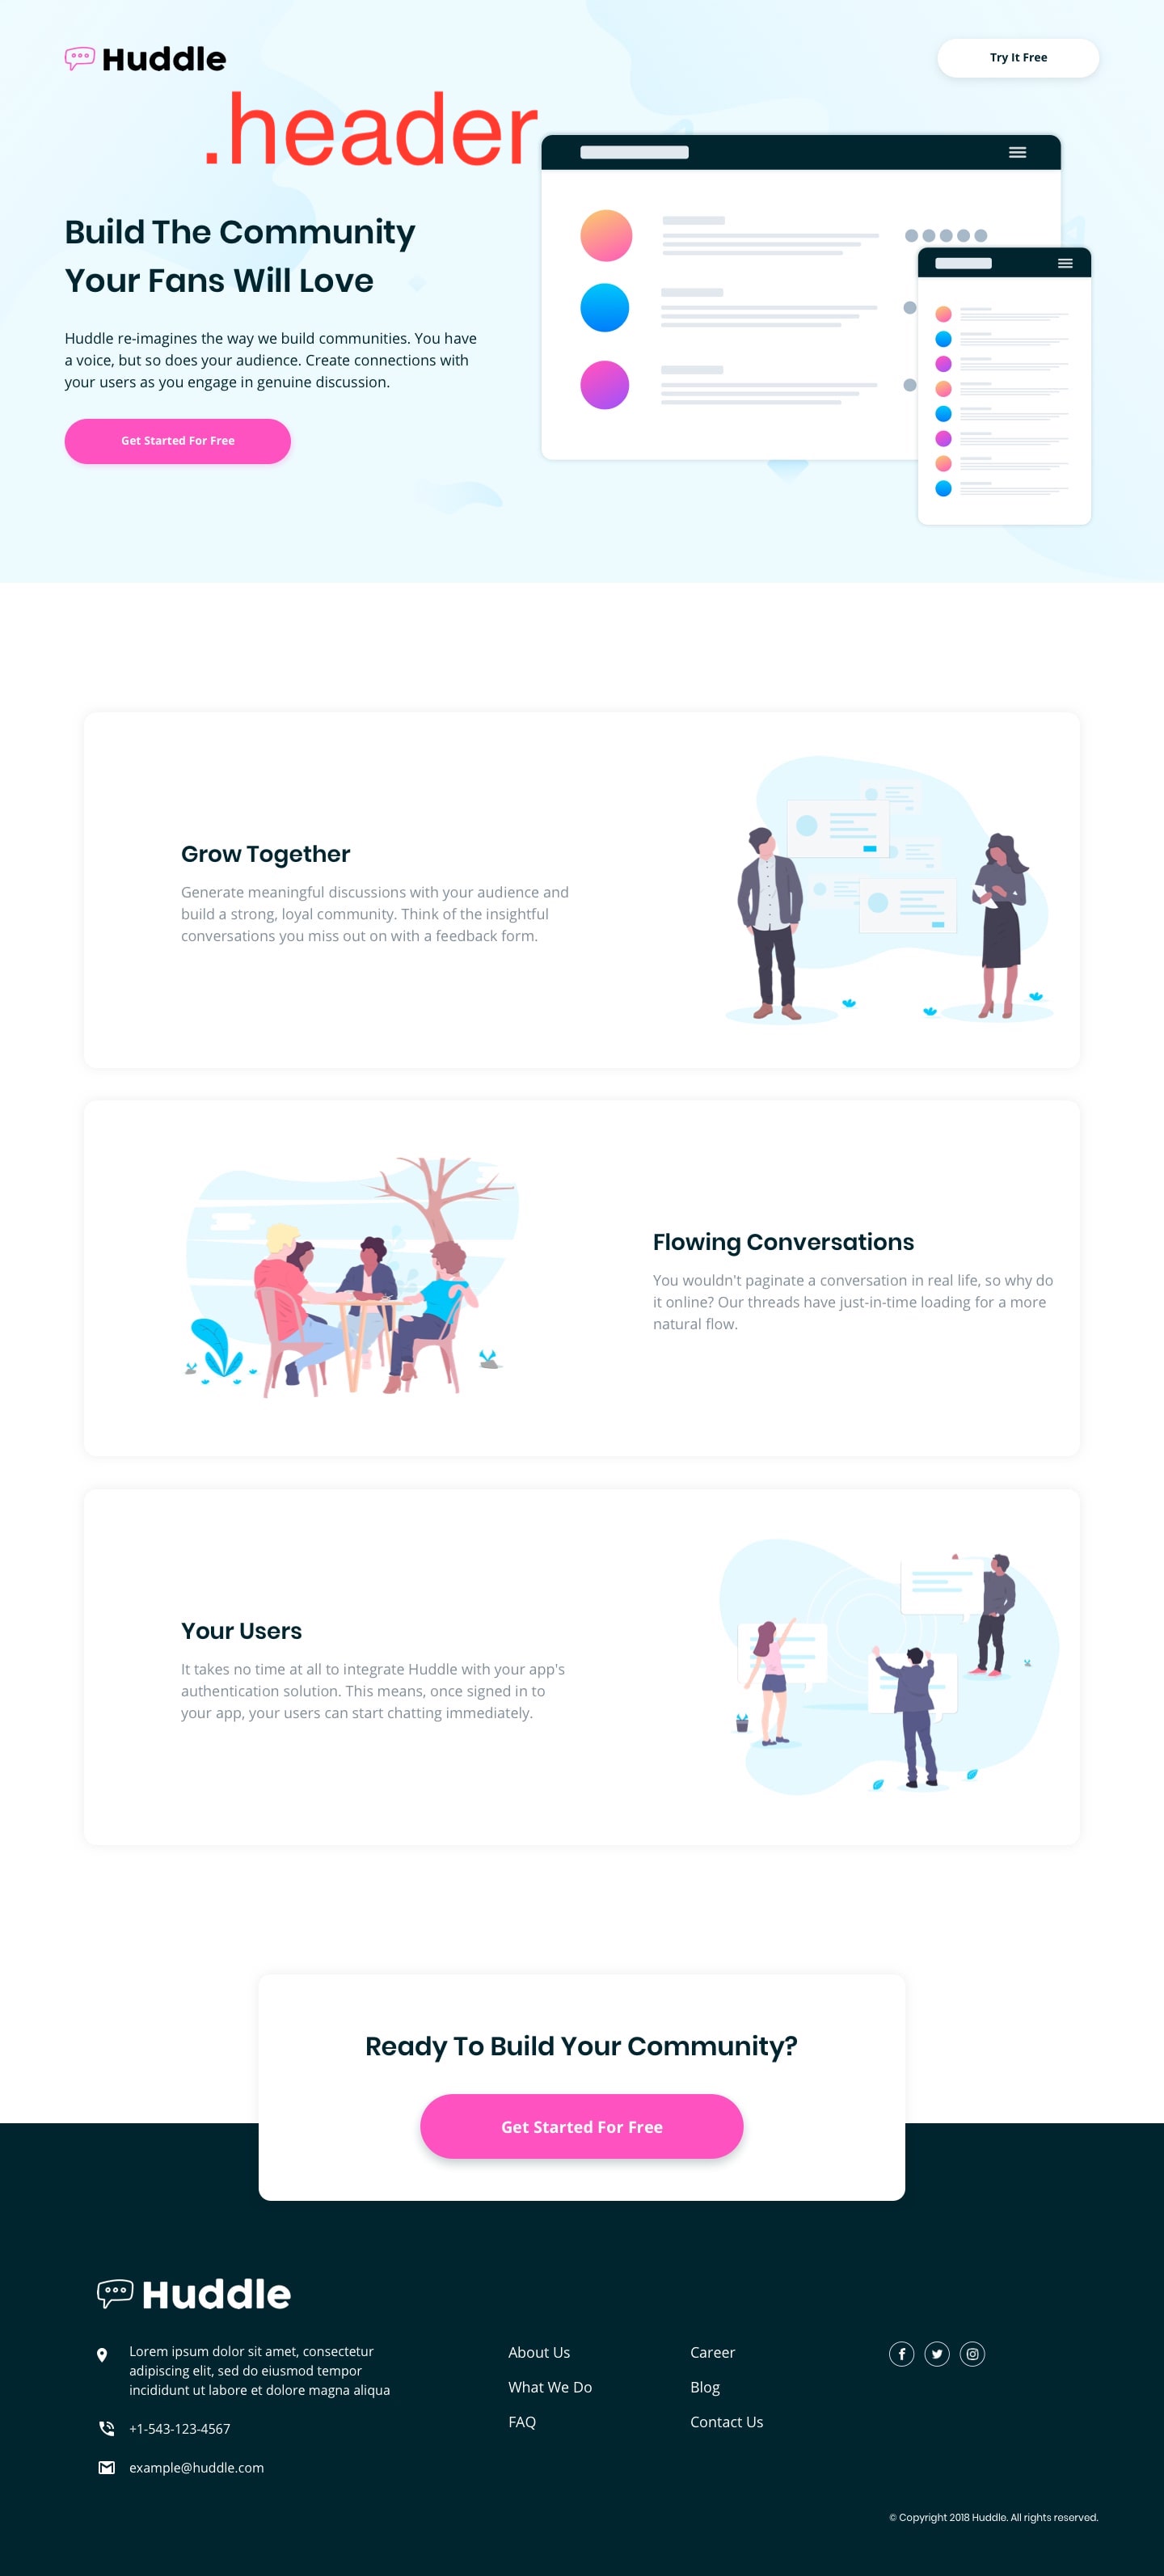 Huddle
Try It Free
.header
Build The Community
Your Fans Will Love
Huddle re-imagines the way we build communities. You have
a voice, but so does your audience. Create connections with
your users as you engage in genuine discussion.
Get Started For Free
Grow Together
Generate meaningful discussions with your audience and
build a strong, loyal community. Think of the insightful
conversations you miss out on with a feedback form.
Flowing Conversations
You wouldn't paginate a conversation in real life, so why do
it online? Our threads have just-in-time loading for a more
natural flow.
Your Users
It takes no time at all to integrate Huddle with your app's
authentication solution. This means, once signed in to
your app, your users can start chatting immediately.
Ready To Build Your Community?
Get Started For Free
Huddle
Lorem ipsum dolor sit amet, consectetur
adipiscing elit, sed do eiusmod tempor
incididunt ut labore et dolore magna aliqua
+1-543-123-4567
example@huddle.com
About Us
What We Do
FAQ
Career
Blog
Contact Us
© Copyright 2018 Huddle. All rights reserved.